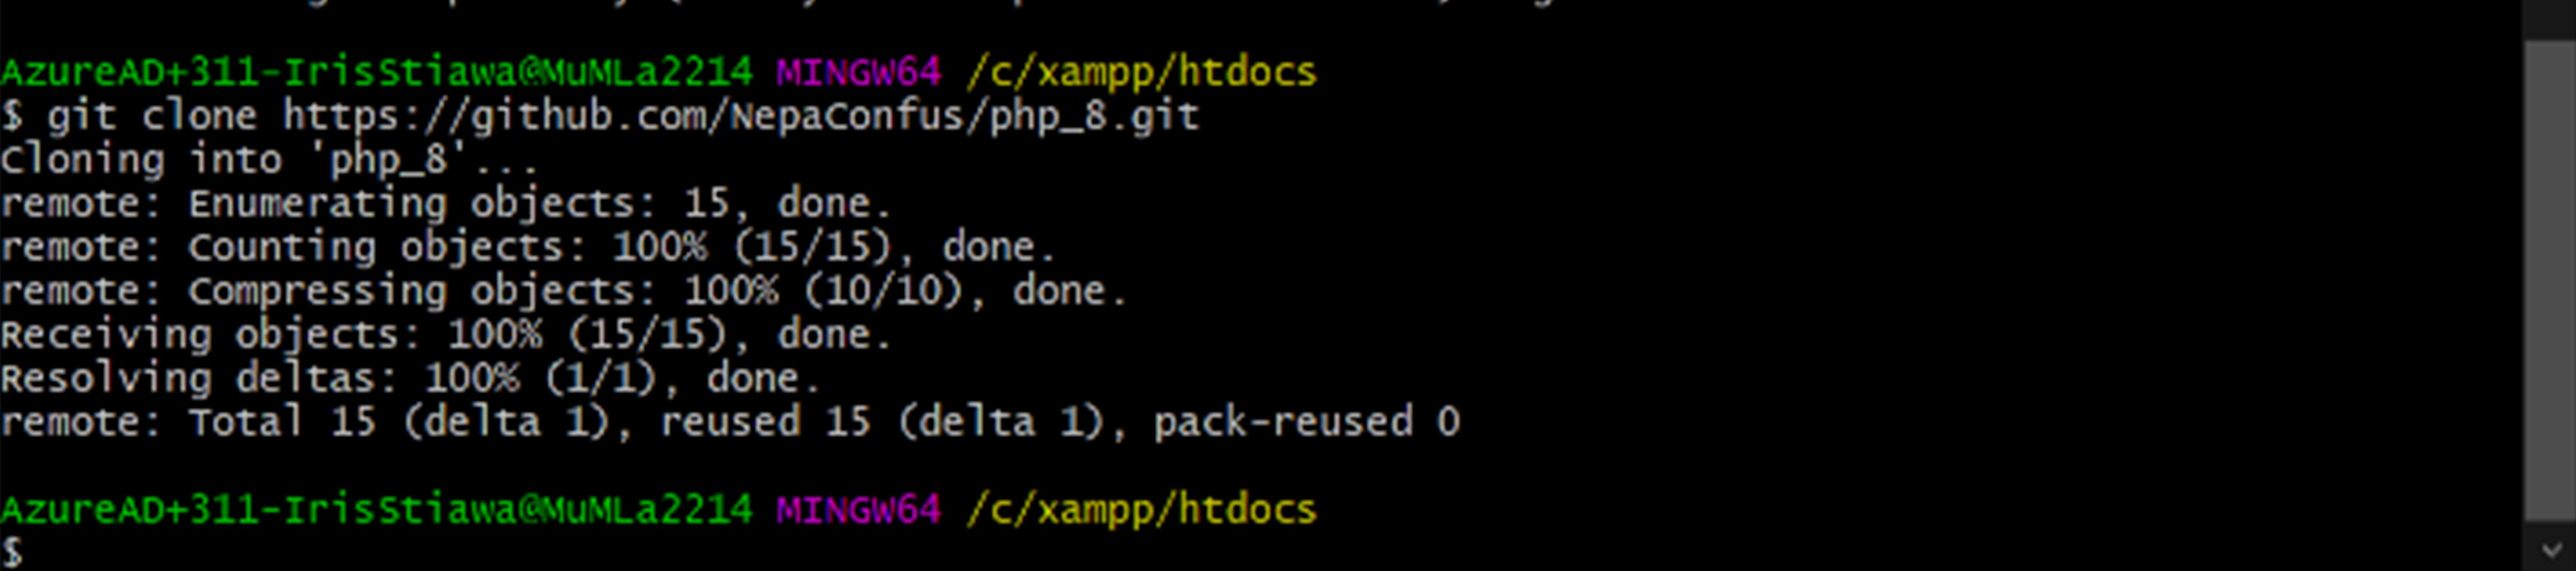 AzureAD+311-IrisStiawa@MuMLa2214 MINGW64 /c/xampp/htdocs
$ git clone https://github.com/NepaConfus/php_8.git
Cloning into 'php_8'...
remote: Enumerating objects: 15, done.
remote: Counting objects: 100% (15/15), done.
remote: Compressing objects: 100% (10/10), done.
Receiving objects: 100% (15/15), done.
Resolving deltas: 100% (1/1), done.
remote: Total 15 (delta 1), reused 15 (delta 1), pack-reused 0
AzureAD+311-IrisStiawa@MuMLa2214 MINGW64 /c/xampp/htdocs
$